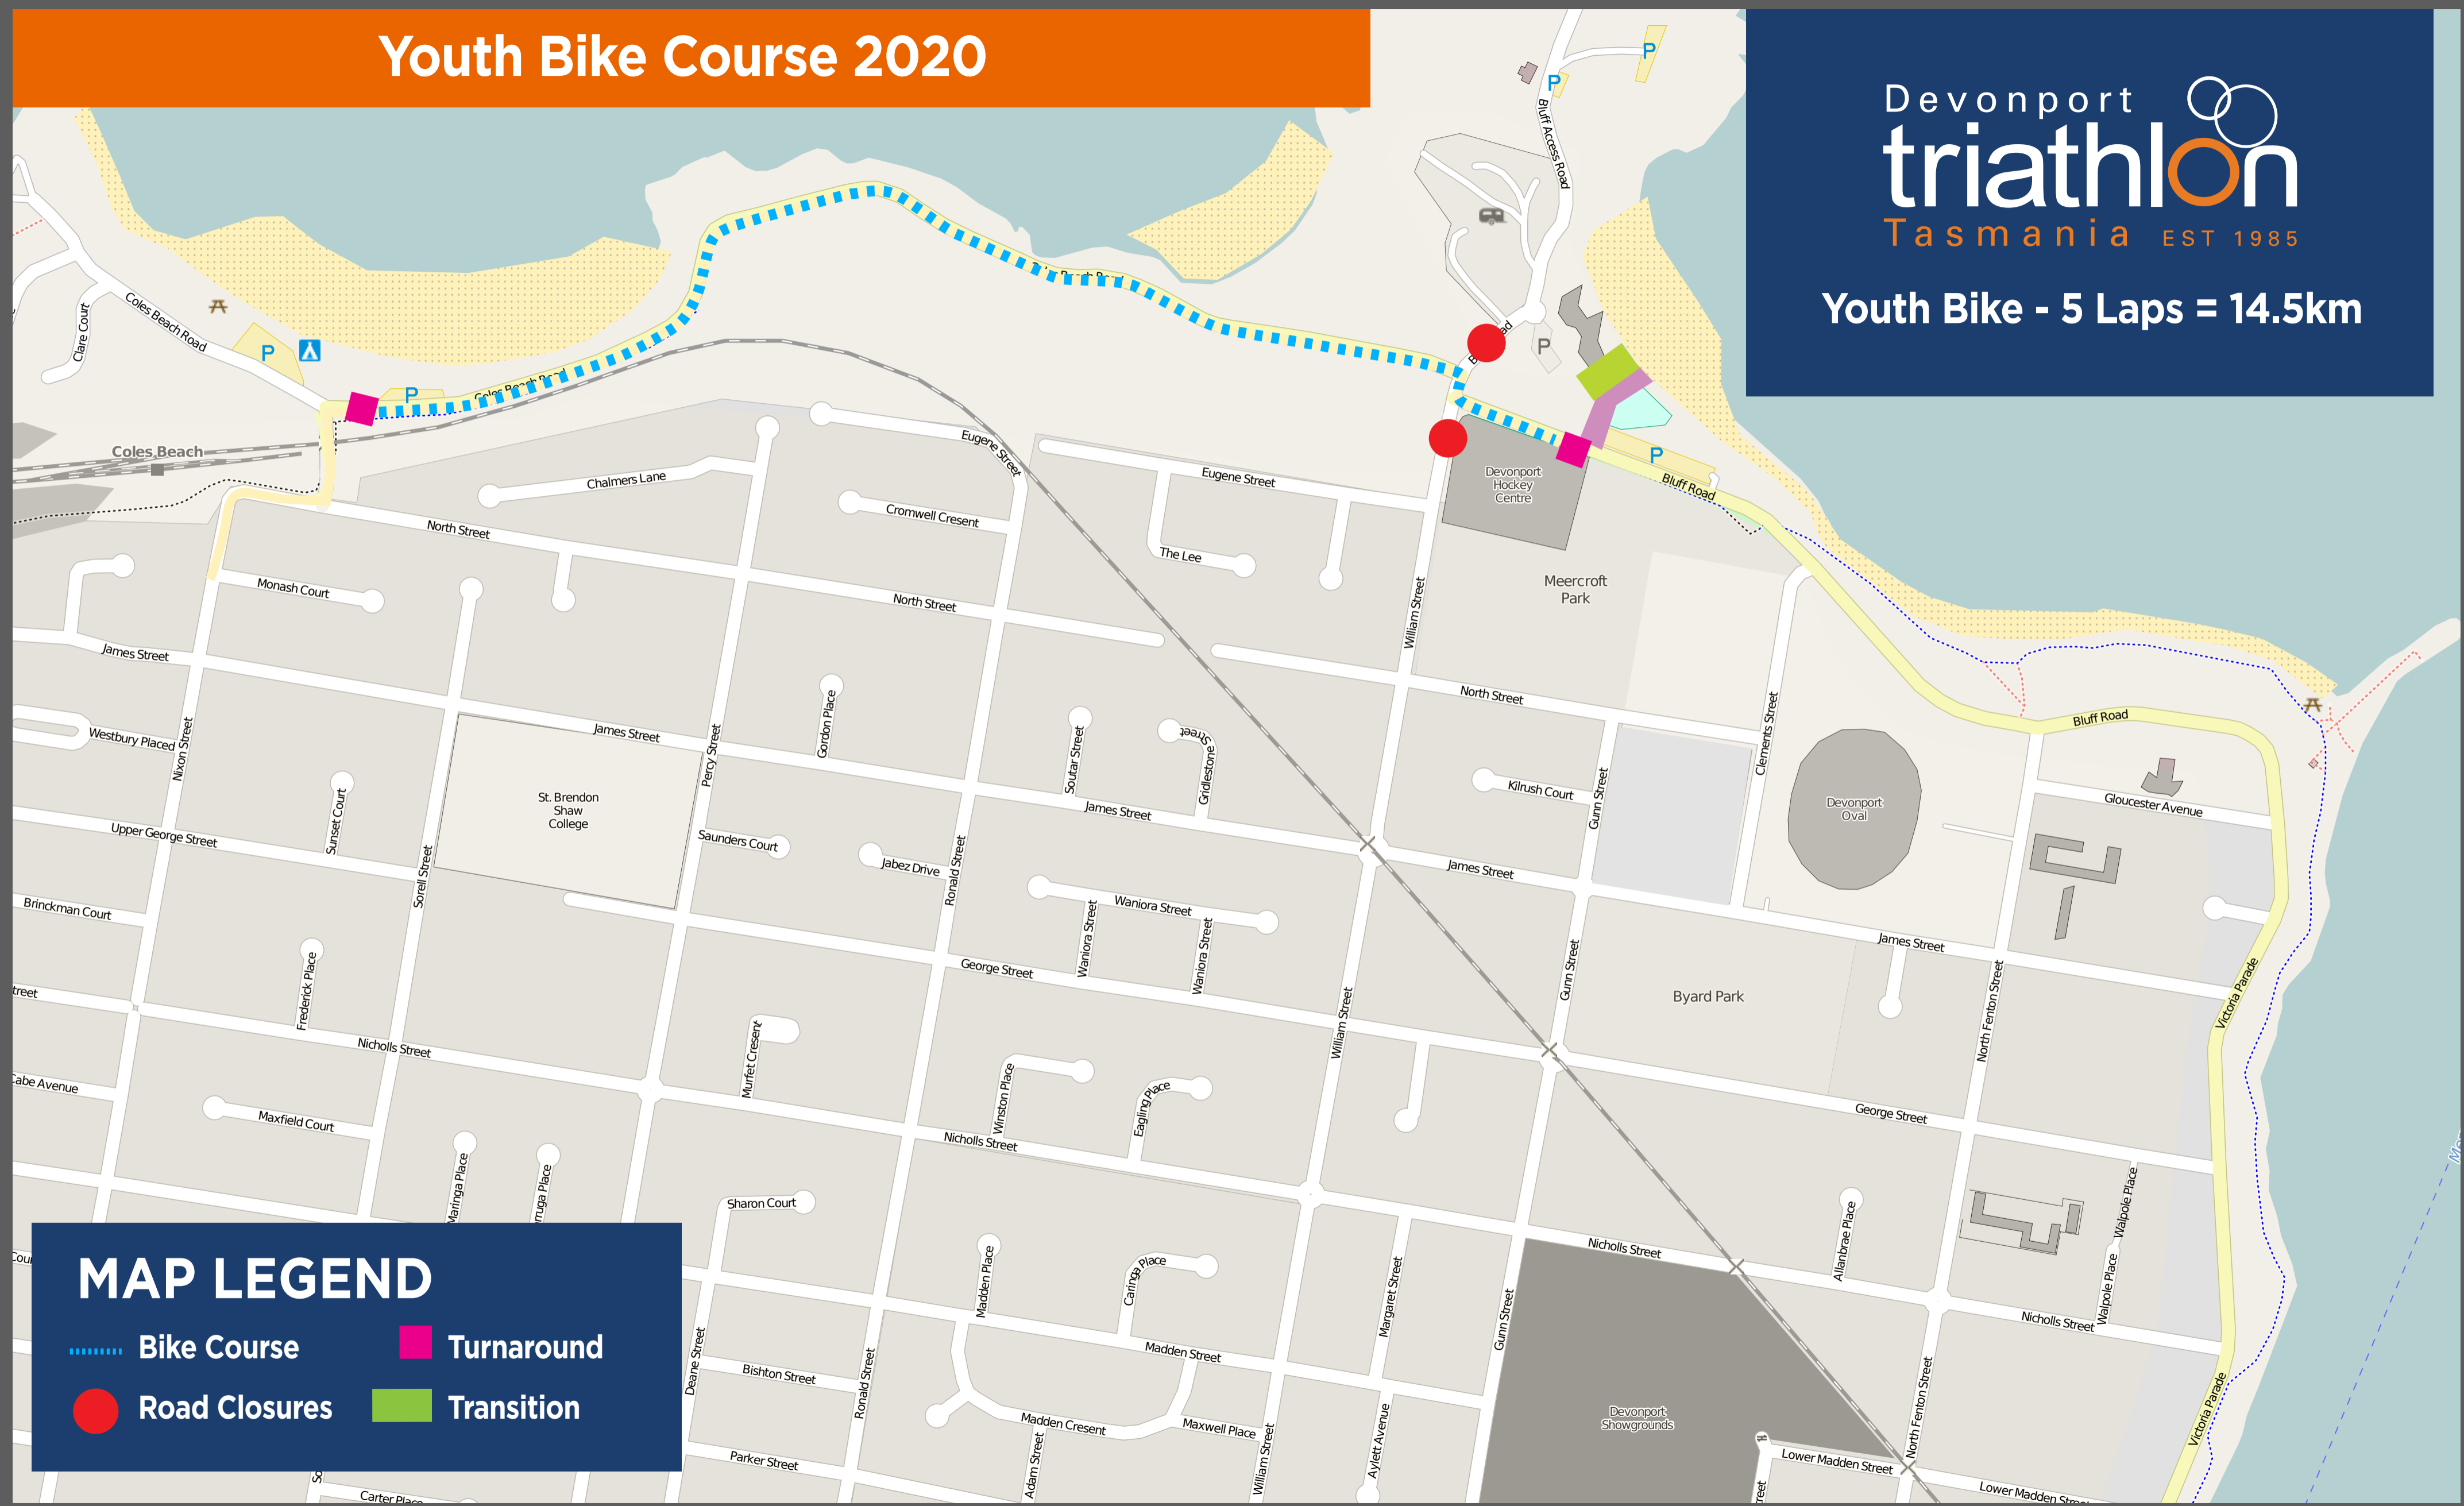 Youth Bike Course 2020
Devonport
triathlon
Tasmania EST 1985
Youth Bike - 5 Laps = 14.5km
P
P
Bluff Access Road
Coles Beach Road
Clare Court
Coles Beach Road
P
P
P
Coles Beach Road
Coles Beach
P
Bluff Road
Devonport
Hockey
Centre
Eugene Street
Eugene Street
Chalmers Lane
Cromwell Cresent
The Lee
North Street
North Street
North Street
Monash Court
Meercroft
Park
William Street
James Street
James Street
James Street
James Street
James Street
Westbury Placed
Nixon Street
Percy Street
Gordon Place
Soutar Street
Gridlestone
Street
Kilrush Court
Gunn Street
Clements Street
Bluff Road
Gloucester Avenue
Devonport
Oval
St. Brendon
Shaw
College
Sunset Court
Upper George Street
Sorell Street
Saunders Court
Jabez Drive
Ronald Street
Waniora Street
Waniora Street
Waniora Street
Brinckman Court
Frederick Place
George Street
William Street
Gunn Street
Byard Park
North Fenton Street
Victoria Parade
treet
Nicholls Street
Murfet Cresent
Winston Place
Eagling Place
George Street
Nicholls Street
Maxfield Court
Maringa Place
Sharon Court
Madden Place
Caringa Place
Margaret Street
Nicholls Street
Allanbrae Place
Walpole Place
Walpole Place
Nicholls Street
Gunn Street
Madden Street
Deane Street
Bishton Street
Ronald Street
Madden Cresent
Maxwell Place
Adam Street
William Street
Aylett Avenue
Parker Street
Carter Place
Devonport
Showgrounds
North Fenton Street
Victoria Parade
Lower Madden Street
Lower Madden Street
MAP LEGEND
Bike Course
Turnaround
Road Closures
Transition